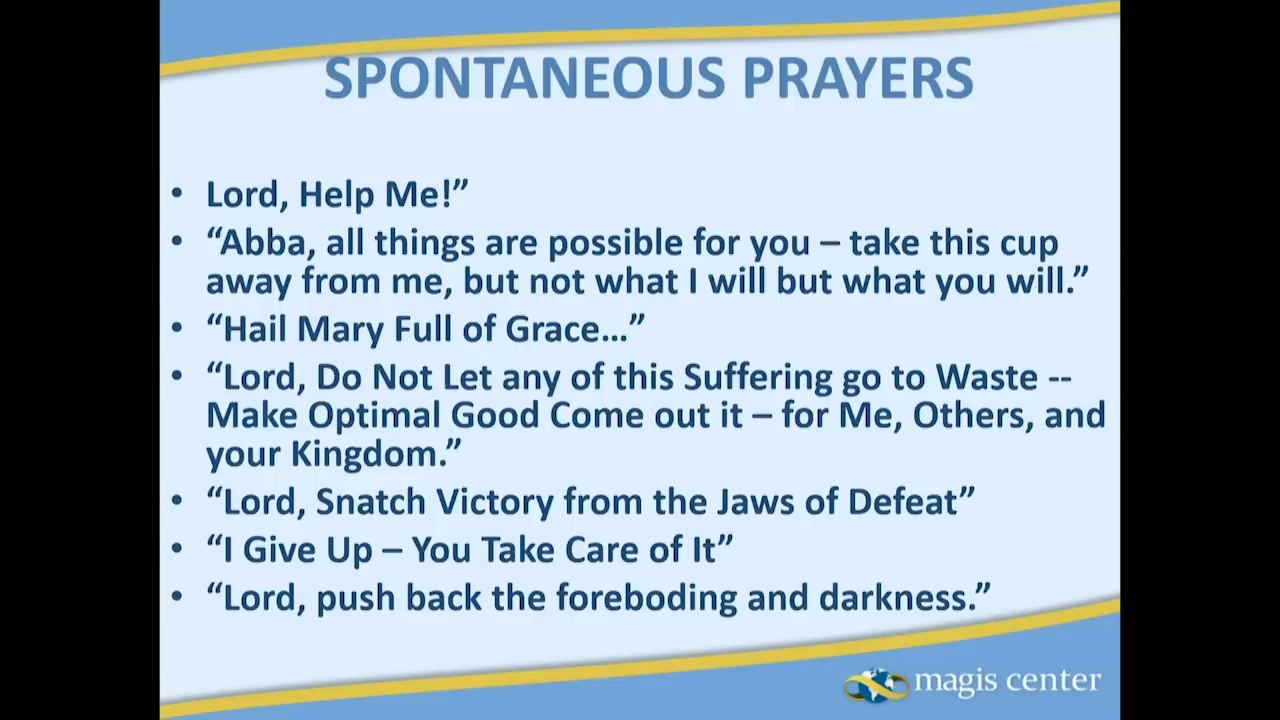 SPONTANEOUS PRAYERS
• Lord, Help Me!”
• “Abba, all things are possible for you – take this cup
away from me, but not what I will but what you will.”
• “Hail Mary Full of Grace…”
• “Lord, Do Not Let any of this Suffering go to Waste --
Make Optimal Good Come out it – for Me, Others, and
your Kingdom.”
• “Lord, Snatch Victory from the Jaws of Defeat”
• “I Give Up – You Take Care of It”
• “Lord, push back the foreboding and darkness.”
magis center